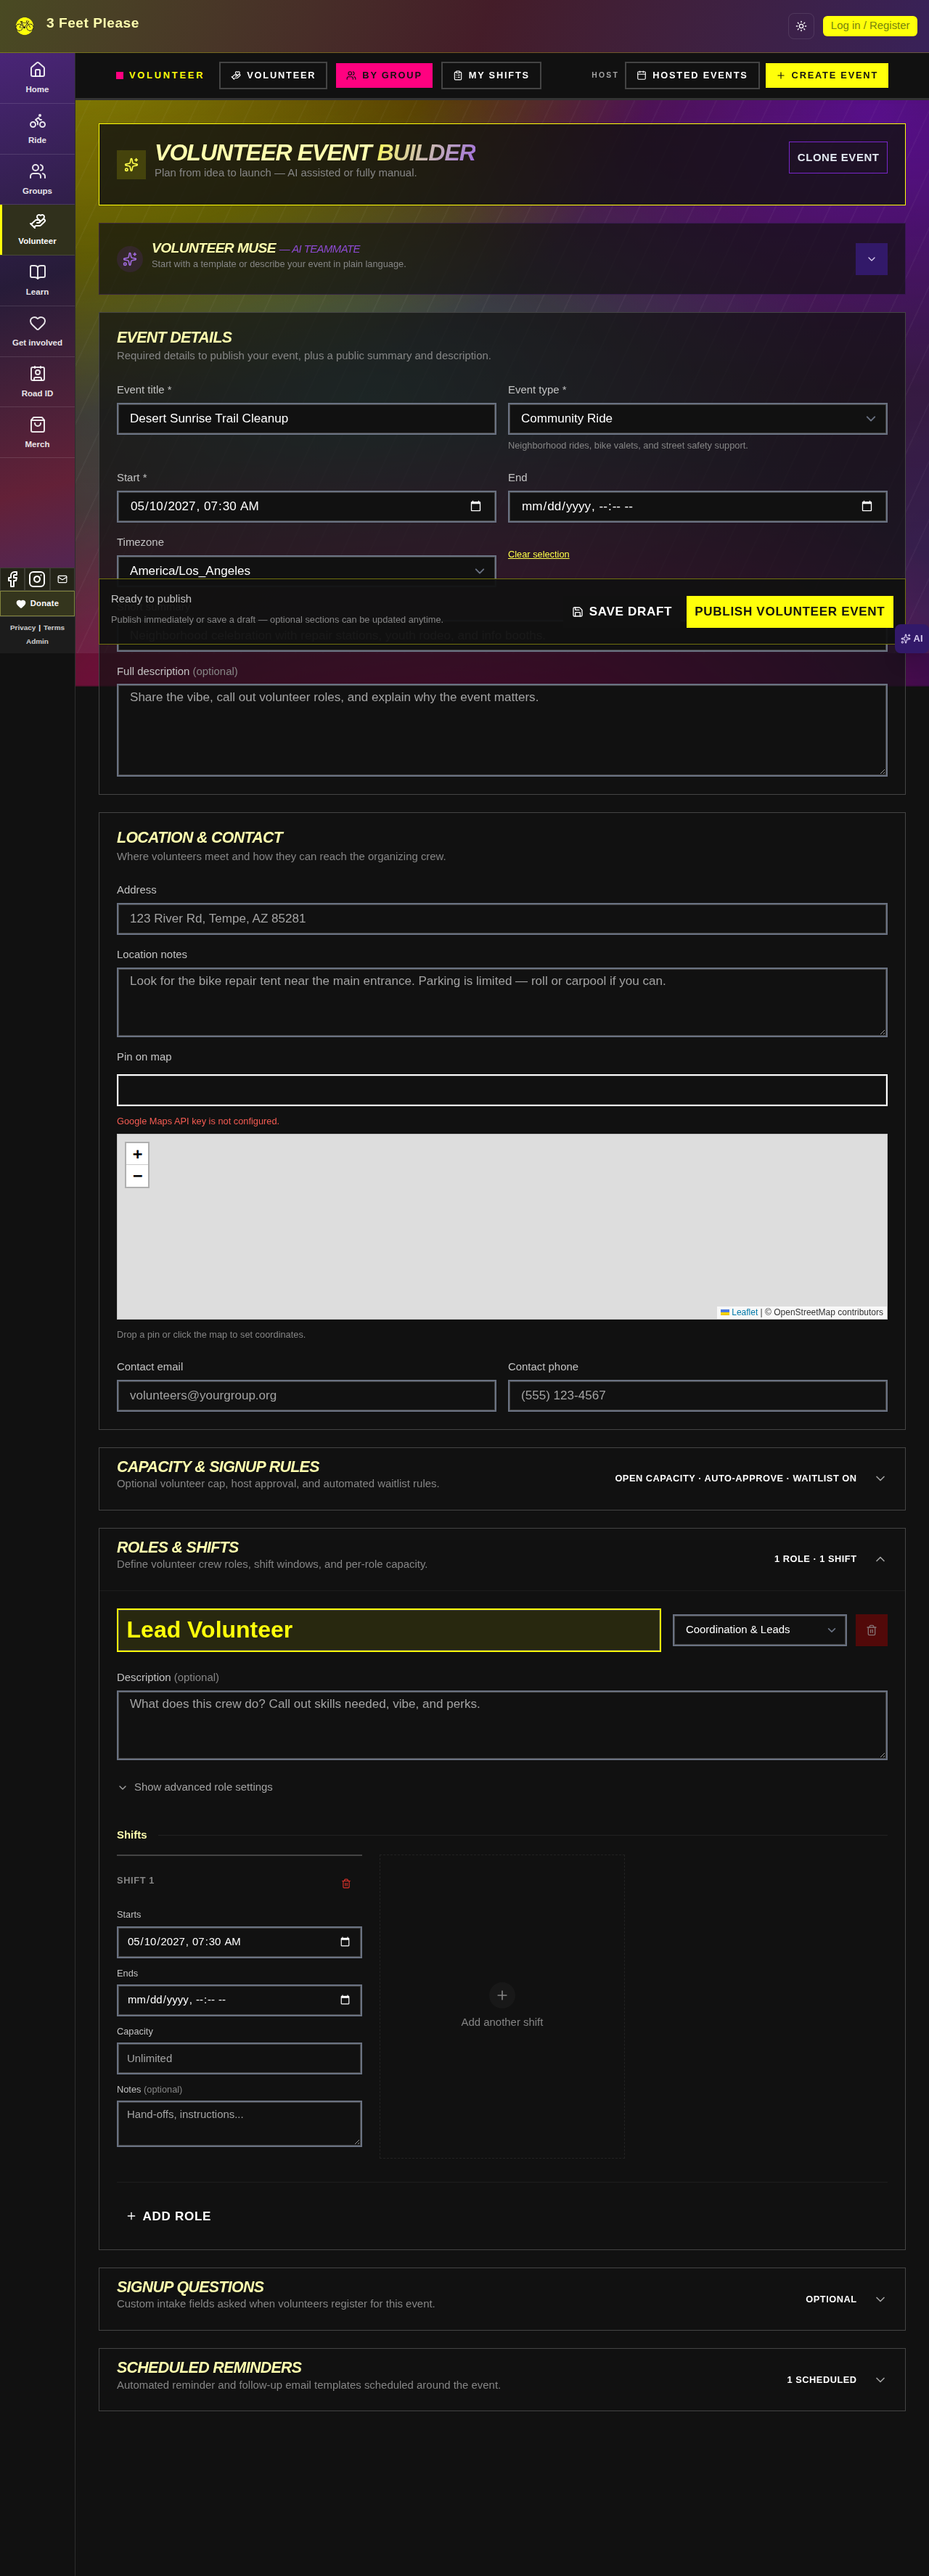 3 Feet Please
Log in / Register
Home
Ride
Groups
Volunteer
Learn
Get involved
Road ID
Merch
Donate
Privacy | Terms
Admin
VOLUNTEER
VOLUNTEER
BY GROUP
MY SHIFTS
HOST
HOSTED EVENTS
CREATE EVENT
VOLUNTEER EVENT BUILDER
Plan from idea to launch — AI assisted or fully manual.
CLONE EVENT
VOLUNTEER MUSE — AI TEAMMATE
Start with a template or describe your event in plain language.
EVENT DETAILS
Required details to publish your event, plus a public summary and description.
Event title *
Desert Sunrise Trail Cleanup
Event type *
Community Ride
Neighborhood rides, bike valets, and street safety support.
Start *
05/10/2027, 07:30 AM
End
mm/dd/yyyy, --:-- --
Timezone
America/Los_Angeles
Clear selection
Ready to publish
Publish immediately or save a draft — optional sections can be updated anytime.
SAVE DRAFT
PUBLISH VOLUNTEER EVENT
AI
Full description (optional)
Share the vibe, call out volunteer roles, and explain why the event matters.
LOCATION & CONTACT
Where volunteers meet and how they can reach the organizing crew.
Address
123 River Rd, Tempe, AZ 85281
Location notes
Look for the bike repair tent near the main entrance. Parking is limited — roll or carpool if you can.
Pin on map
Google Maps API key is not configured.
+
−
Leaflet | © OpenStreetMap contributors
Drop a pin or click the map to set coordinates.
Contact email
volunteers@yourgroup.org
Contact phone
(555) 123-4567
CAPACITY & SIGNUP RULES
Optional volunteer cap, host approval, and automated waitlist rules.
OPEN CAPACITY · AUTO-APPROVE · WAITLIST ON
ROLES & SHIFTS
Define volunteer crew roles, shift windows, and per-role capacity.
1 ROLE · 1 SHIFT
Lead Volunteer
Coordination & Leads
Description (optional)
What does this crew do? Call out skills needed, vibe, and perks.
Show advanced role settings
Shifts
SHIFT 1
Starts
05/10/2027, 07:30 AM
Ends
mm/dd/yyyy, --:-- --
Capacity
Unlimited
Notes (optional)
Hand-offs, instructions...
Add another shift
ADD ROLE
SIGNUP QUESTIONS
Custom intake fields asked when volunteers register for this event.
OPTIONAL
SCHEDULED REMINDERS
Automated reminder and follow-up email templates scheduled around the event.
1 SCHEDULED